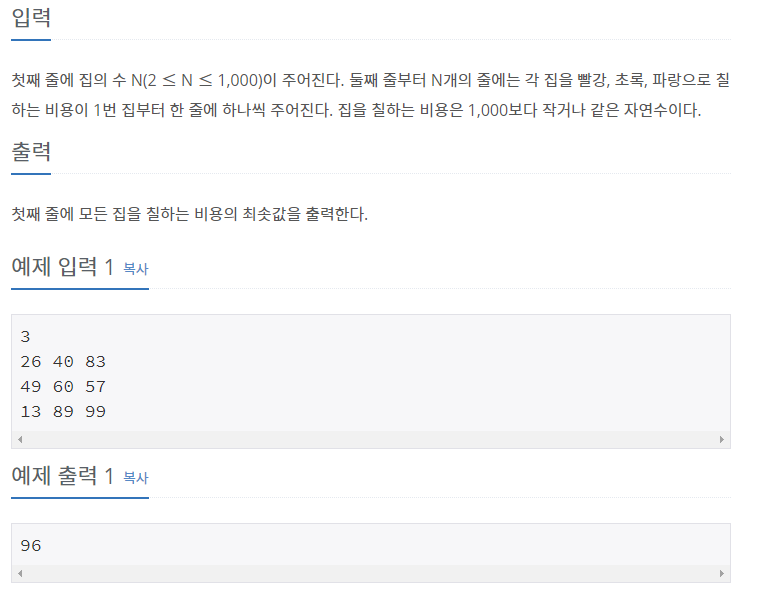 입력
첫째 줄에 집의 수 N(2 ≤ N ≤ 1,000)이 주어진다. 둘째 줄부터 N개의 줄에는 각 집을 빨강, 초록, 파랑으로 칠
하는 비용이 1번 집부터 한 줄에 하나씩 주어진다. 집을 칠하는 비용은 1,000보다 작거나 같은 자연수이다.
출력
첫째 줄에 모든 집을 칠하는 비용의 최솟값을 출력한다.
예제 입력 1 복사
3
26 40 83
49 60 57
13 89 99
예제 출력 1 복사
96